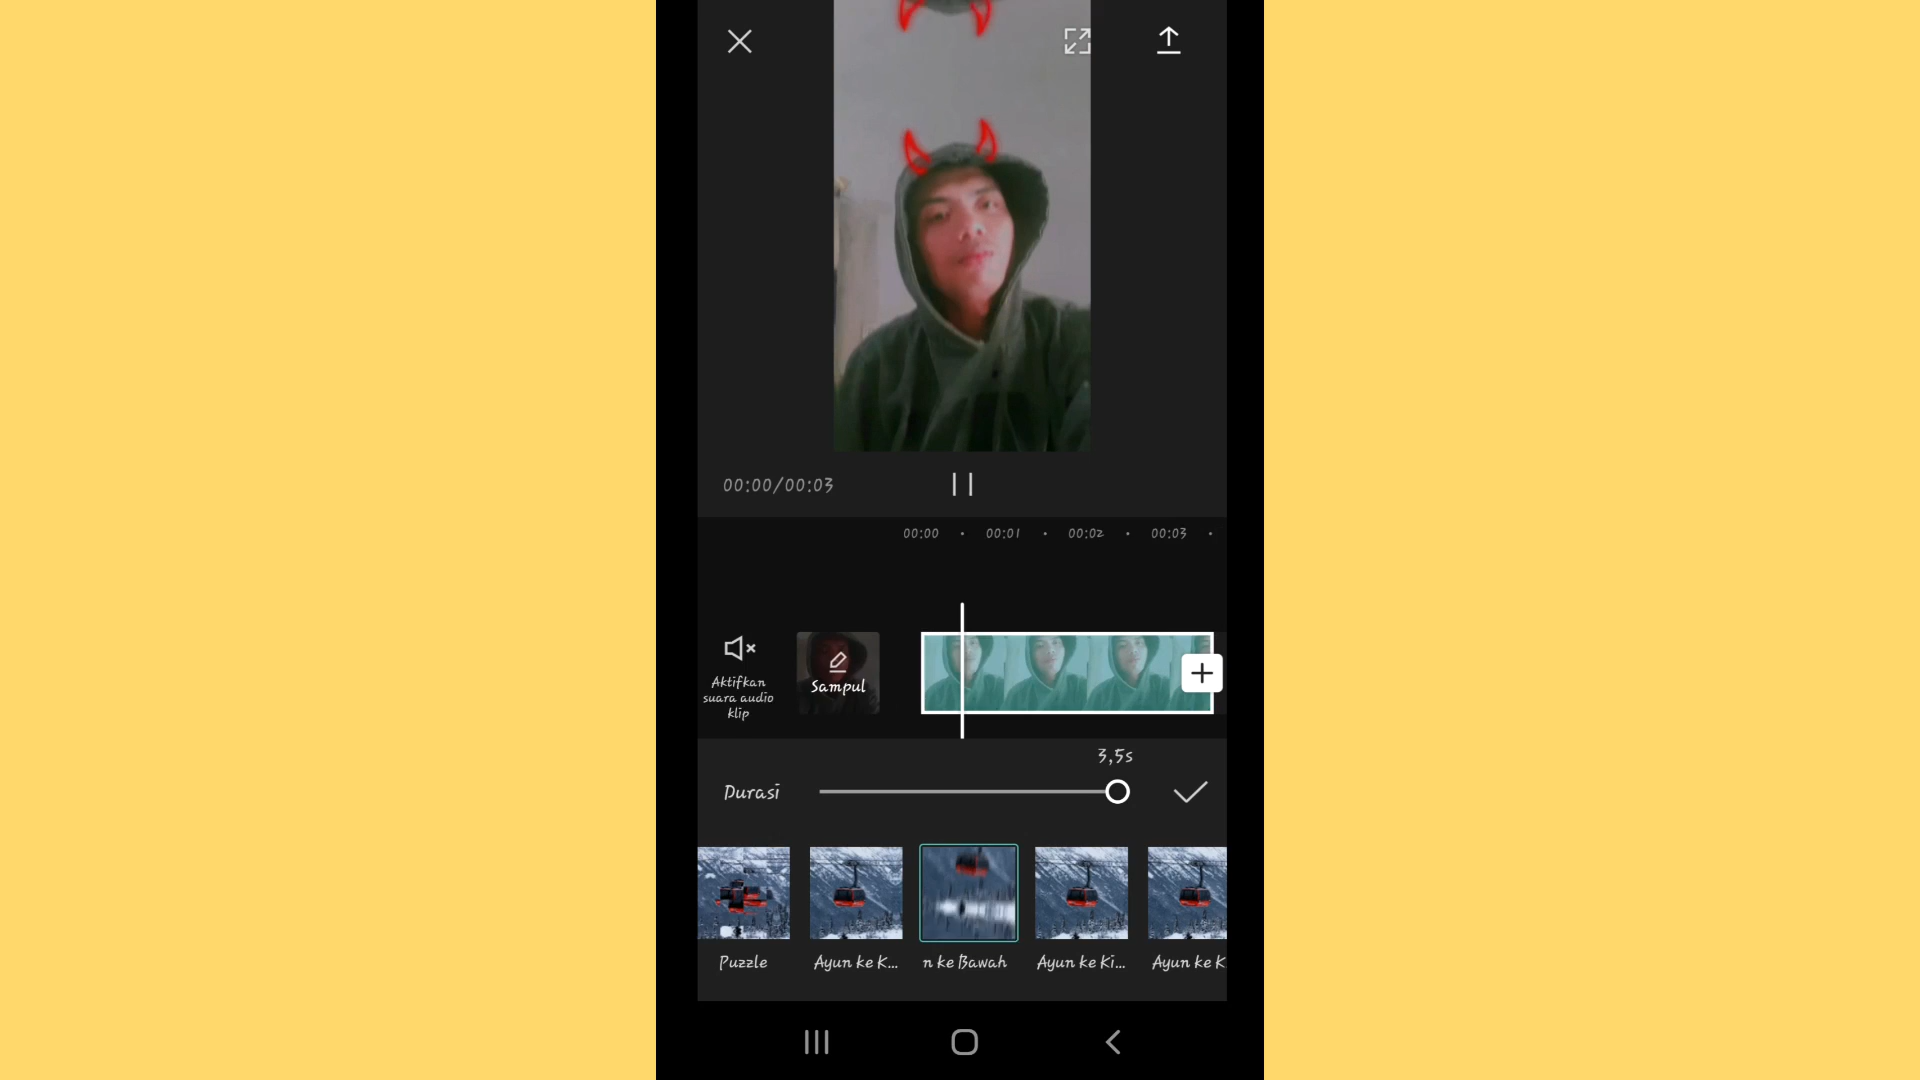 00:00/00:03
00:00 00:01 00:02 00:03
Aktifkan
suara audio
klip
Sampul
3,5s
Durasi
Puzzle Ayun ke K... n ke Bawah Ayun ke Ki... Ayun ke K